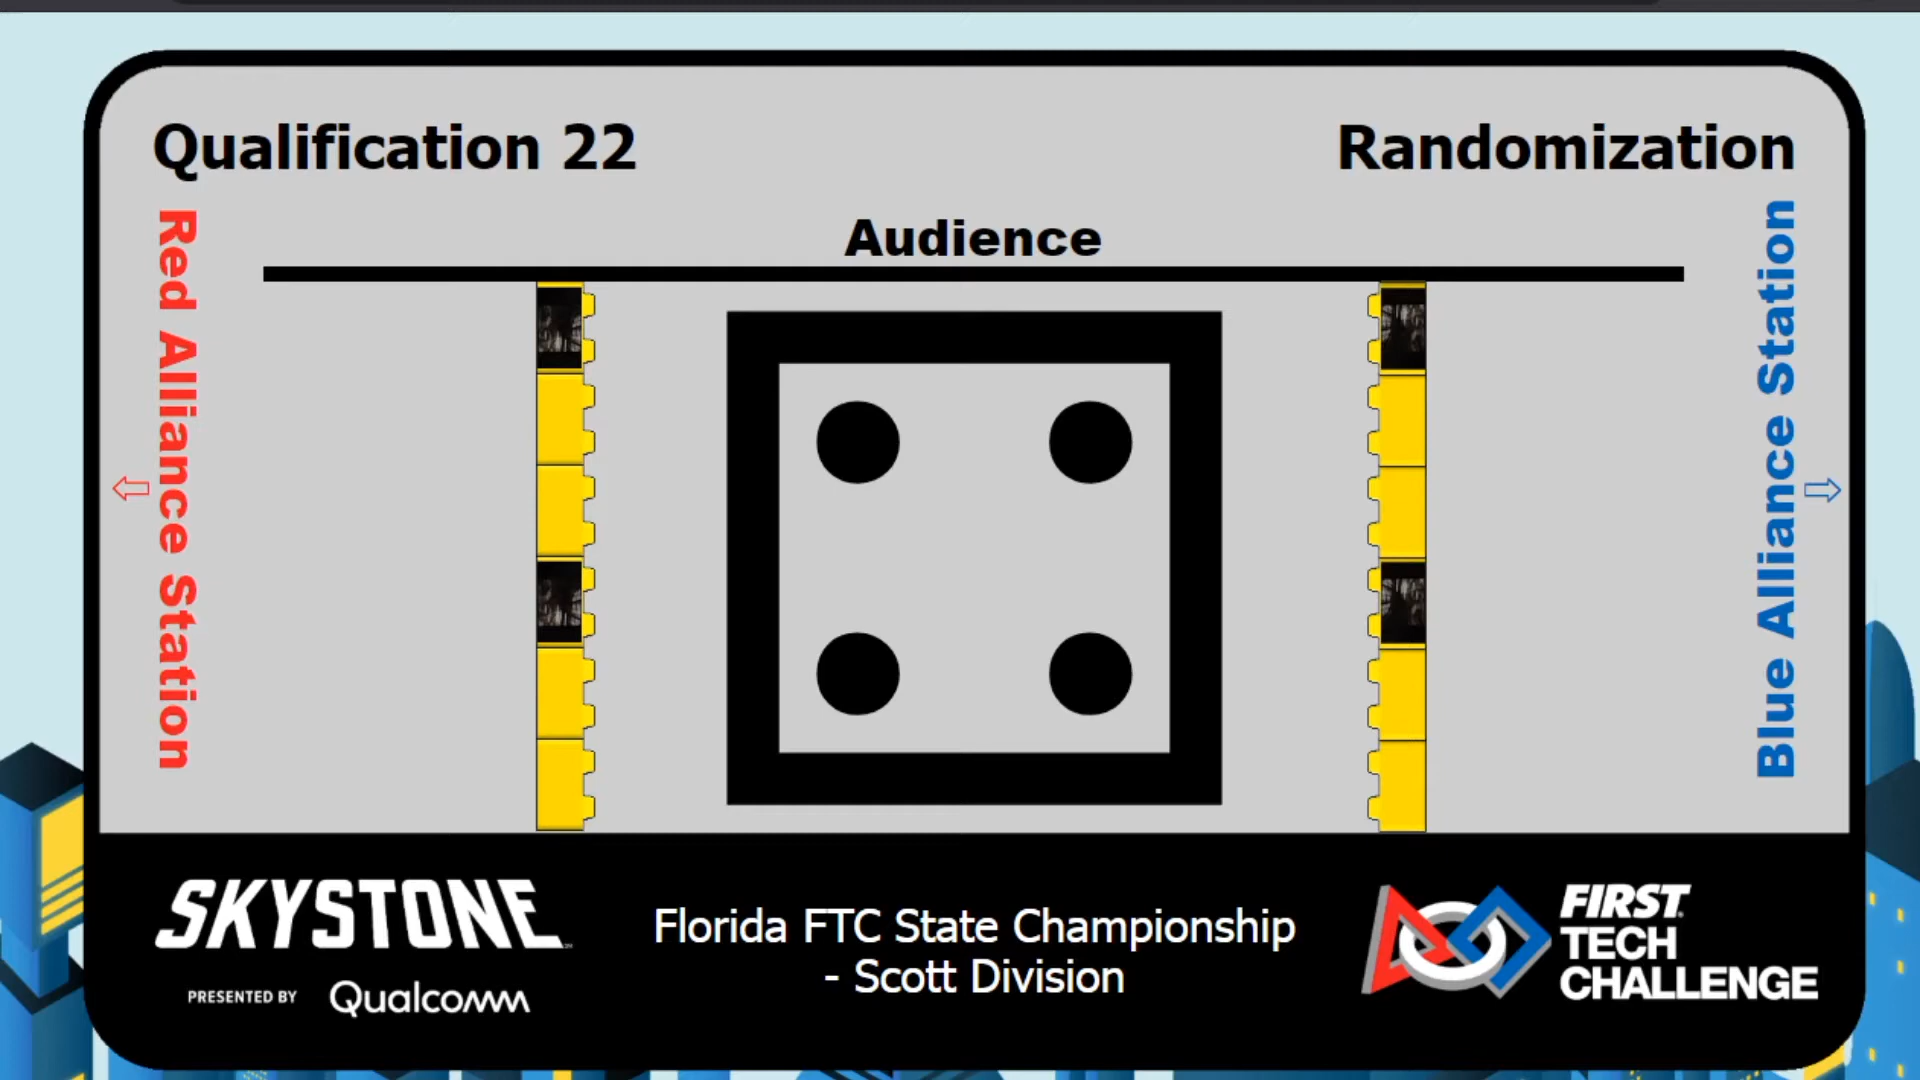 Qualification 22
Randomization
Audience
Red Alliance Station
Blue Alliance Station
SKYSTONE
PRESENTED BY Qualcomm
Florida FTC State Championship
- Scott Division
FIRST
TECH
CHALLENGE